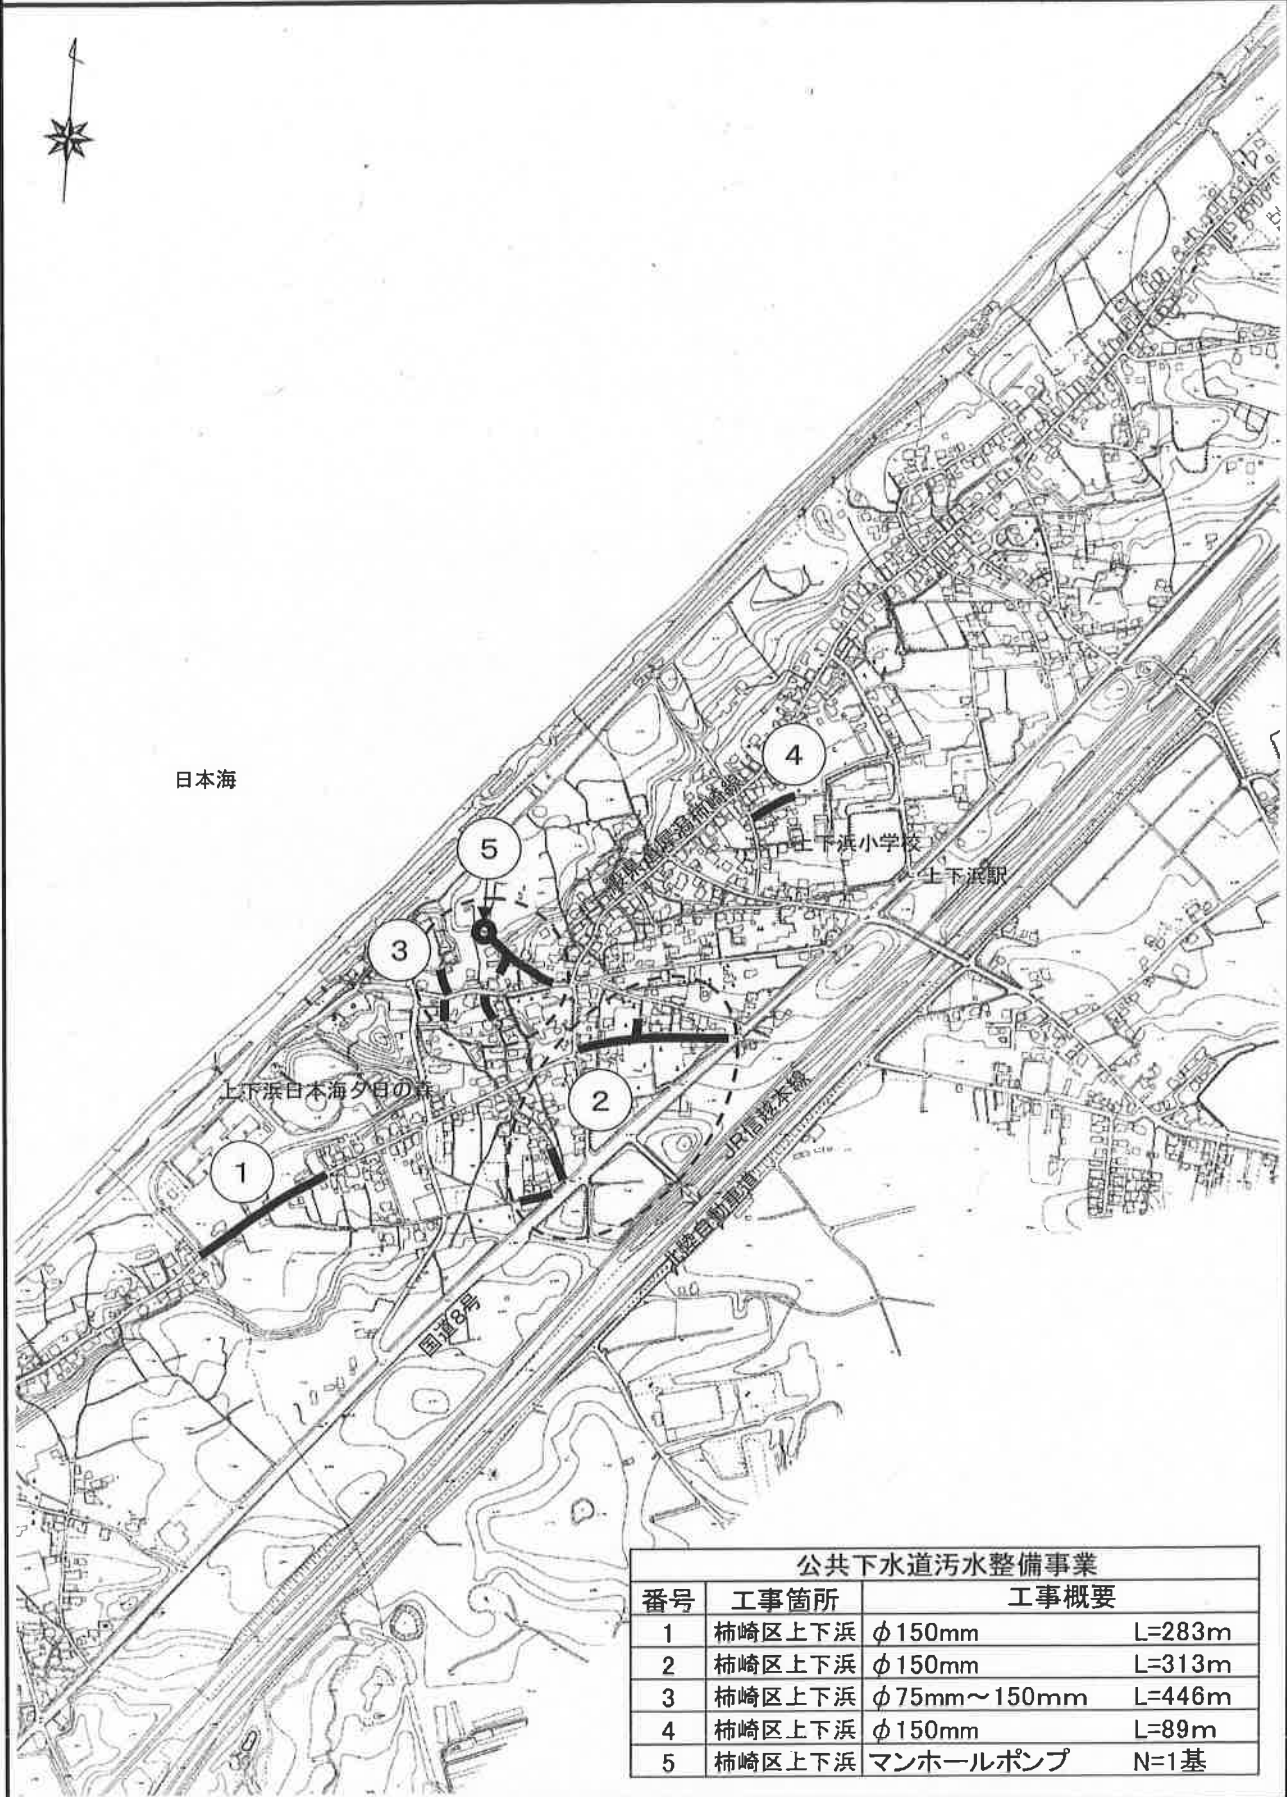 日本海
4
上下浜小学校
上下浜駅
5
3
2
上下浜日本海夕日の森
1
JR信越本線
北陸自動車道
国道8号
公共下水道汚水整備事業
番号 工事箇所 工事概要
1 柿崎区上下浜 φ150mm L=283m
2 柿崎区上下浜 φ150mm L=313m
3 柿崎区上下浜 φ75mm～150mm L=446m
4 柿崎区上下浜 φ150mm L=89m
5 柿崎区上下浜 マンホールポンプ N=1基